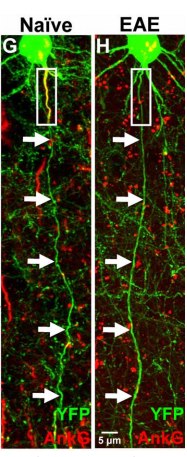 Naïve EAE
G H
YFP YFP
AnkG 5 µm AnkG